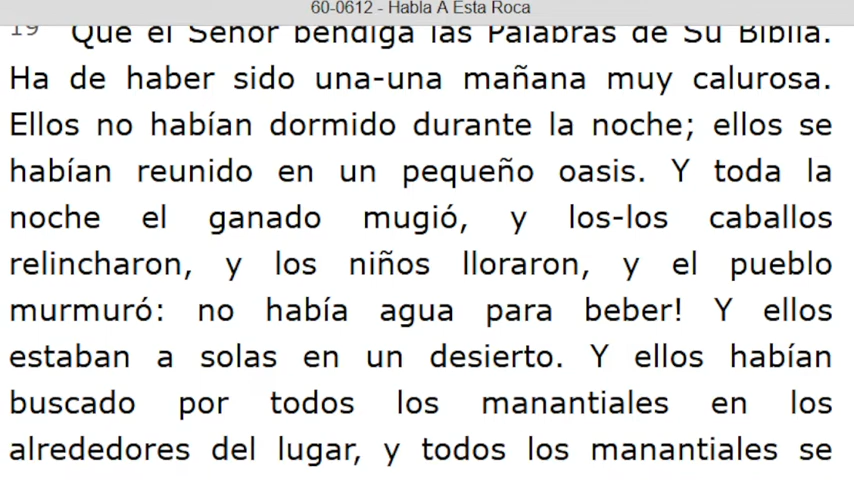 60-0612 - Habla A Esta Roca
19 Que el Señor bendiga las Palabras de Su Biblia.
Ha de haber sido una-una mañana muy calurosa.
Ellos no habían dormido durante la noche; ellos se
habían reunido en un pequeño oasis. Y toda la
noche el ganado mugió, y los-los caballos
relincharon, y los niños lloraron, y el pueblo
murmuró: no había agua para beber! Y ellos
estaban a solas en un desierto. Y ellos habían
buscado por todos los manantiales en los
alrededores del lugar, y todos los manantiales se